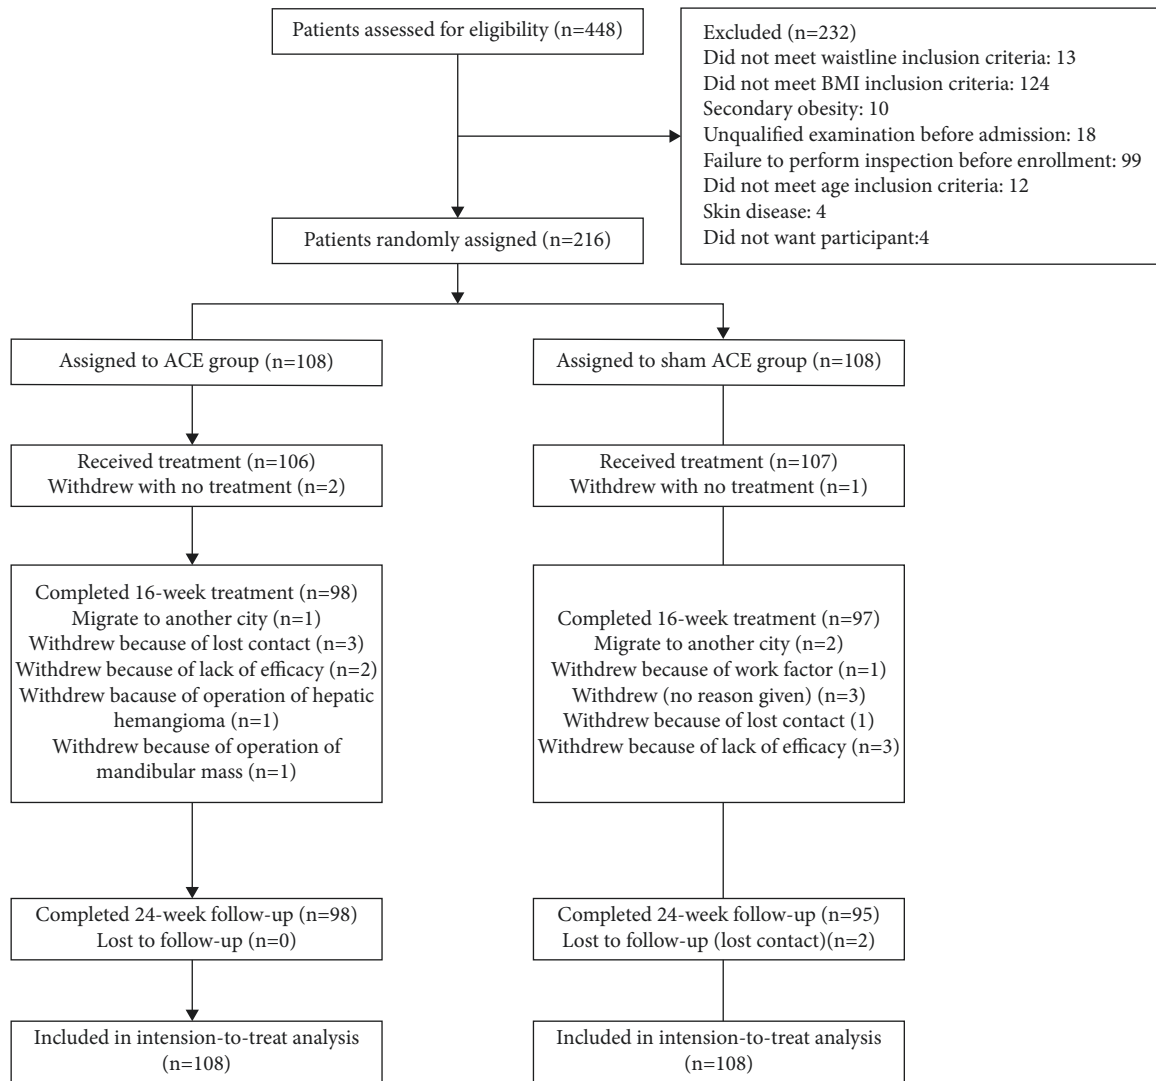 Patients assessed for eligibility (n=448)
Excluded (n=232)
Did not meet waistline inclusion criteria: 13
Did not meet BMI inclusion criteria: 124
Secondary obesity: 10
Unqualified examination before admission: 18
Failure to perform inspection before enrollment: 99
Did not meet age inclusion criteria: 12
Skin disease: 4
Did not want participant:4
Patients randomly assigned (n=216)
Assigned to ACE group (n=108)
Received treatment (n=106)
Withdrew with no treatment (n=2)
Completed 16-week treatment (n=98)
Migrate to another city (n=1)
Withdrew because of lost contact (n=3)
Withdrew because of lack of efficacy (n=2)
Withdrew bacause of operation of hepatic
hemangioma (n=1)
Withdrew because of operation of
mandibular mass (n=1)
Completed 24-week follow-up (n=98)
Lost to follow-up (n=0)
Included in intension-to-treat analysis
(n=108)
Assigned to sham ACE group (n=108)
Received treatment (n=107)
Withdrew with no treatment (n=1)
Completed 16-week treatment (n=97)
Migrate to another city (n=2)
Withdrew because of work factor (n=1)
Withdrew (no reason given) (n=3)
Withdrew because of lost contact (1)
Withdrew because of lack of efficacy (n=3)
Completed 24-week follow-up (n=95)
Lost to follow-up (lost contact)(n=2)
Included in intension-to-treat analysis
(n=108)